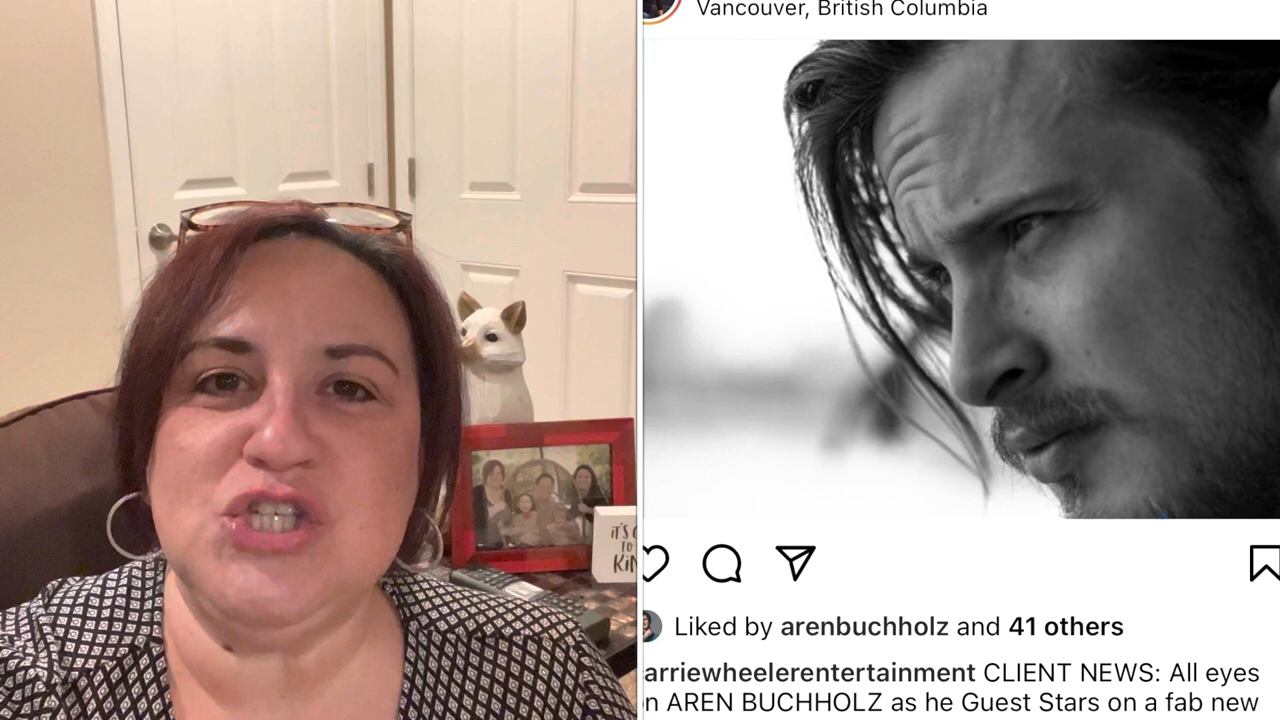 IT'S
TO
Vancouver, British Columbia
Liked by arenbuchholz and 41 others
arriewheelerentertainment CLIENT NEWS: All eyes
n AREN BUCHHOLZ as he Guest Stars on a fab new